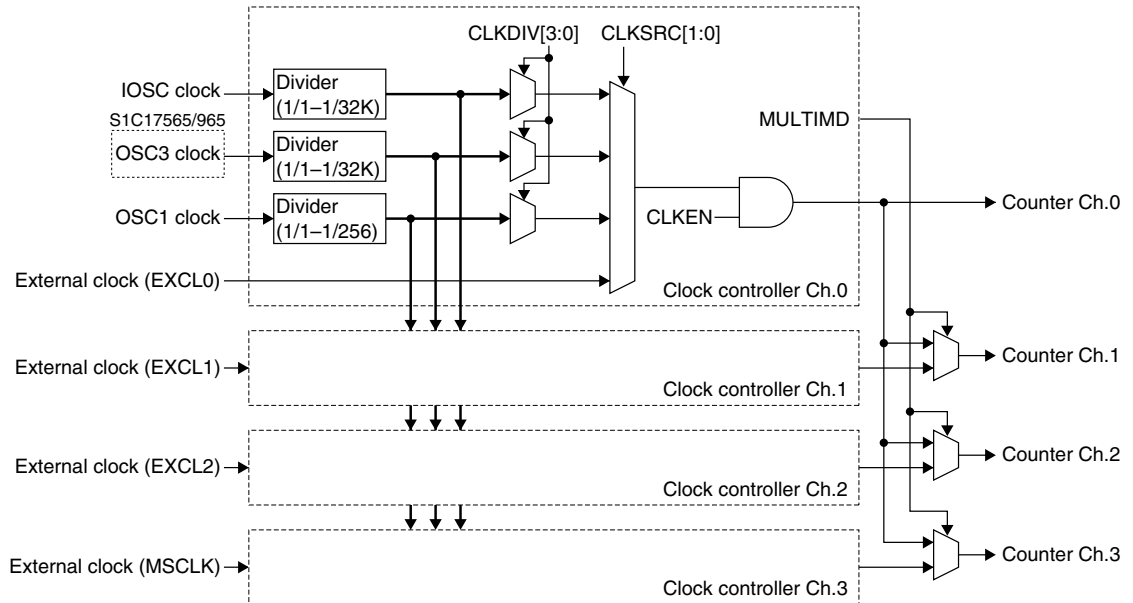 CLKDIV[3:0]
CLKSRC[1:0]
IOSC clock
Divider
(1/1–1/32K)
S1C17565/965
MULTIMD
OSC3 clock
Divider
(1/1–1/32K)
OSC1 clock
Divider
(1/1–1/256)
CLKEN
Counter Ch.0
External clock (EXCL0)
Clock controller Ch.0
External clock (EXCL1)
Clock controller Ch.1
Counter Ch.1
External clock (EXCL2)
Clock controller Ch.2
Counter Ch.2
External clock (MSCLK)
Clock controller Ch.3
Counter Ch.3